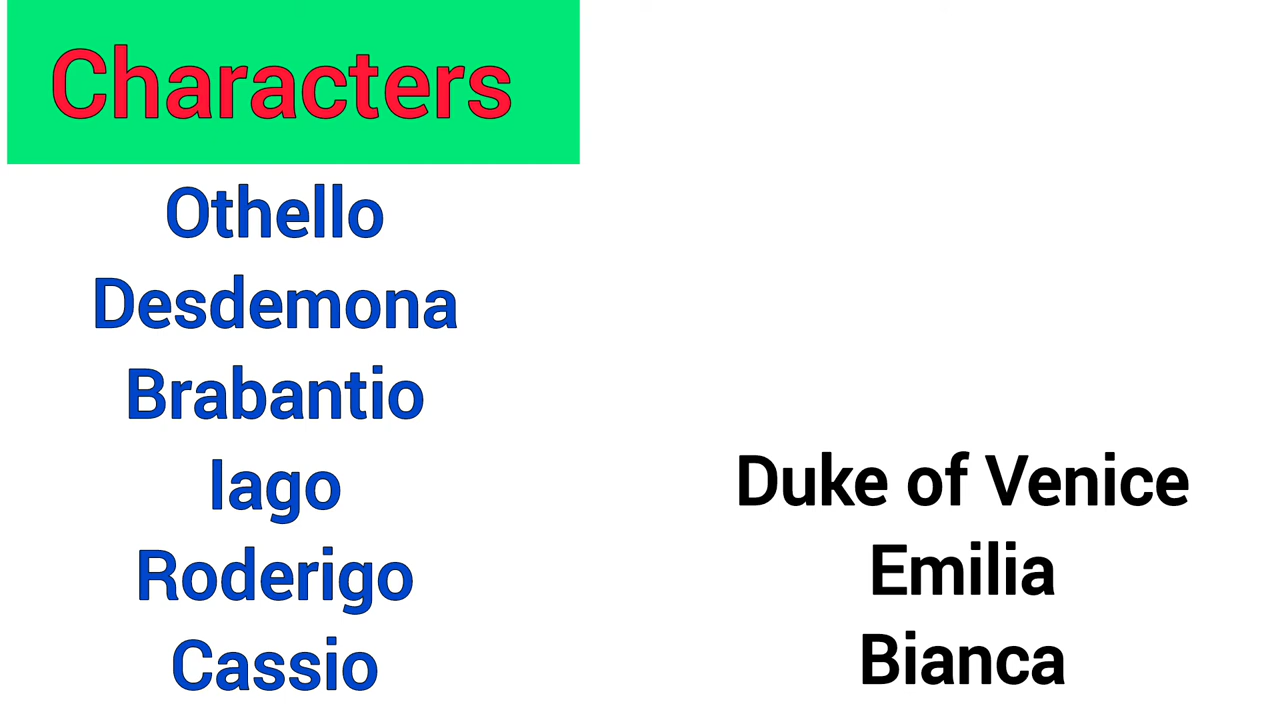 Characters
Othello
Desdemona
Brabantio
Iago
Roderigo
Cassio
Duke of Venice
Emilia
Bianca